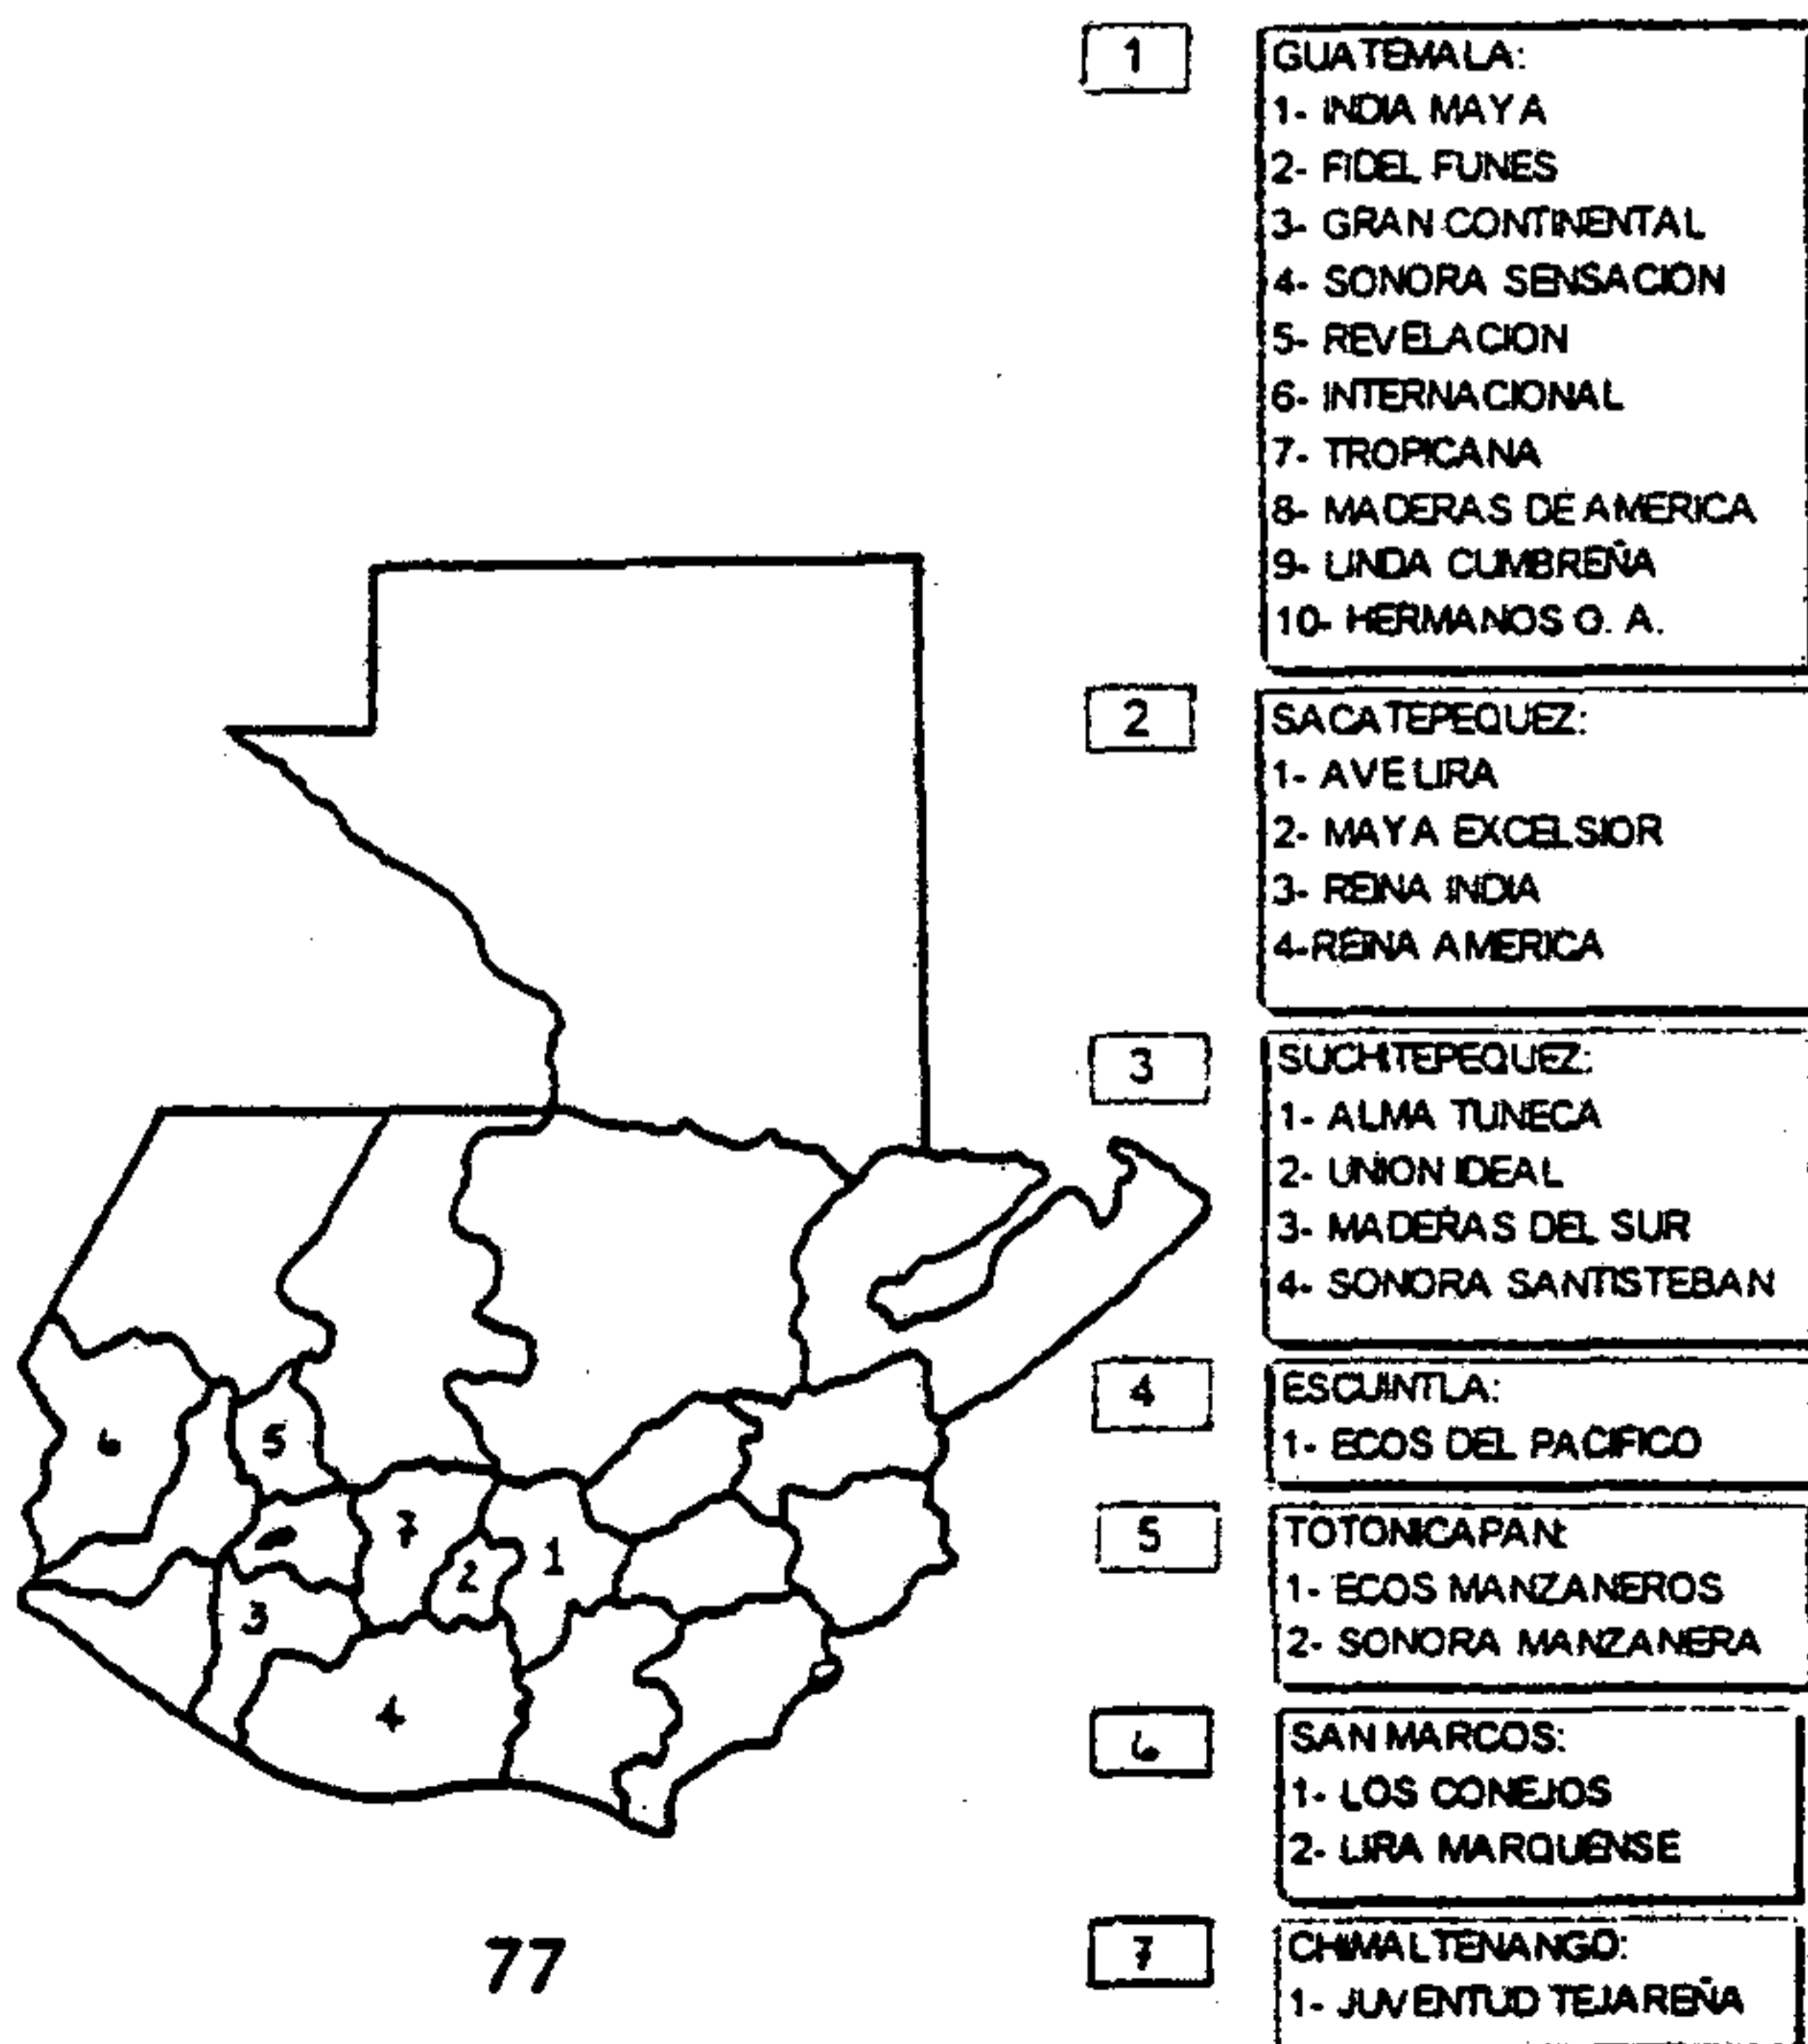 1
GUATEMALA:
1- INDIA MAYA
2- FIDEL FUNES
3- GRAN CONTINENTAL
4- SONORA SENSACION
5- REVELACION
6- INTERNACIONAL
7- TROPICANA
8- MADERAS DE AMERICA
9- LINDA CUMBREÑA
10- HERMANOS O. A.
2
SACATEPEQUEZ:
1- AVE LIRA
2- MAYA EXCELSIOR
3- REINA INDIA
4-REINA AMERICA
3
SUCHITEPEQUEZ:
1- ALMA TUNECA
2- UNION IDEAL
3- MADERAS DEL SUR
4- SONORA SANTISTEBAN
4
ESCUINTLA:
1- ECOS DEL PACIFICO
5
TOTONICAPAN:
1- ECOS MANZANEROS
2- SONORA MANZANERA
6
SAN MARCOS:
1- LOS CONEJOS
2- LIRA MARQUENSE
7
CHIMALTENANGO:
1- JUVENTUD TEJAREÑA
6
5
7
2
1
3
4
77